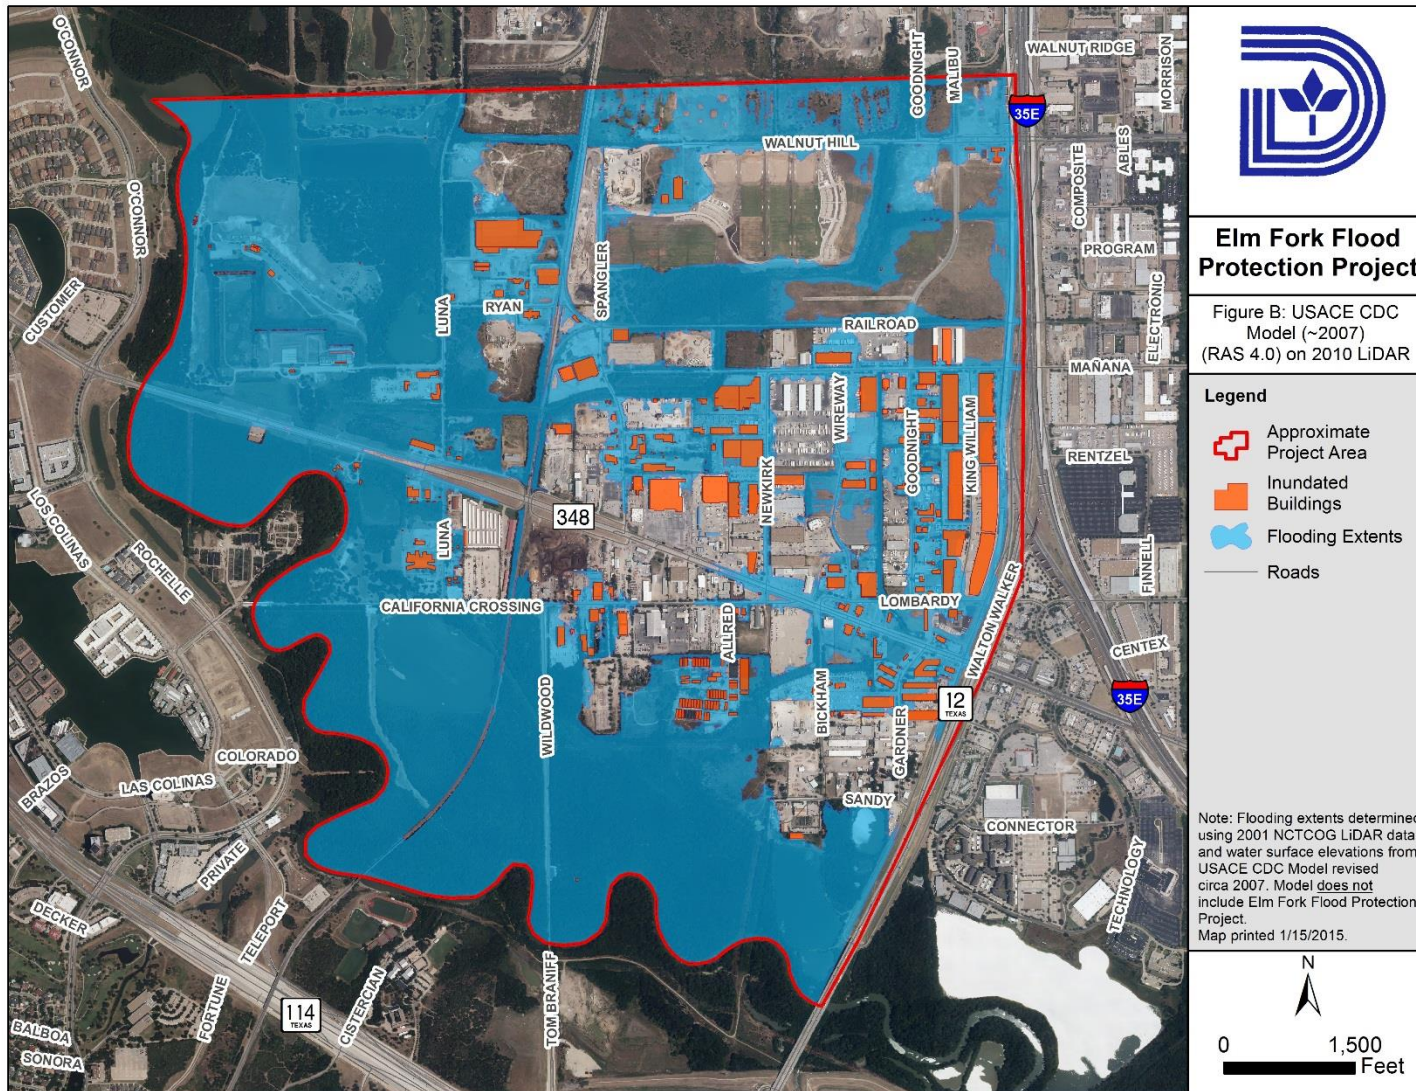 O'CONNOR
GOODNIGHT
MALIBU
WALNUT RIDGE
MORRISON
35E
WALNUT HILL
ABLES
COMPOSITE
O'CONNOR
SPANGLER
PROGRAM
CUSTOMER
LUNA
RYAN
RAILROAD
ELECTRONIC
MAÑANA
WIREWAY
GOODNIGHT
KING WILLIAM
RENTZEL
NEWKIRK
LOS COLINAS
348
LUNA
ROCHELLE
FINNELL
CALIFORNIA CROSSING
LOMBARDY
WALTON WALKER
ALLRED
CENTEX
35E
12
TEXAS
BICKHAM
GARDNER
WILDWOOD
COLORADO
LAS COLINAS
BRAZOS
SANDY
CONNECTOR
PRIVATE
TECHNOLOGY
DECKER
TELEPORT
FORTUNE
CISTERCIAN
TOM BRANIFF
114
TEXAS
BALBOA
SONORA
Elm Fork Flood
Protection Project
Figure B: USACE CDC
Model (~2007)
(RAS 4.0) on 2010 LiDAR
Legend
Approximate
Project Area
Inundated
Buildings
Flooding Extents
Roads
Note: Flooding extents determined
using 2001 NCTCOG LiDAR data
and water surface elevations from
USACE CDC Model revised
circa 2007. Model does not
include Elm Fork Flood Protection
Project.
Map printed 1/15/2015.
N
0 1,500
Feet